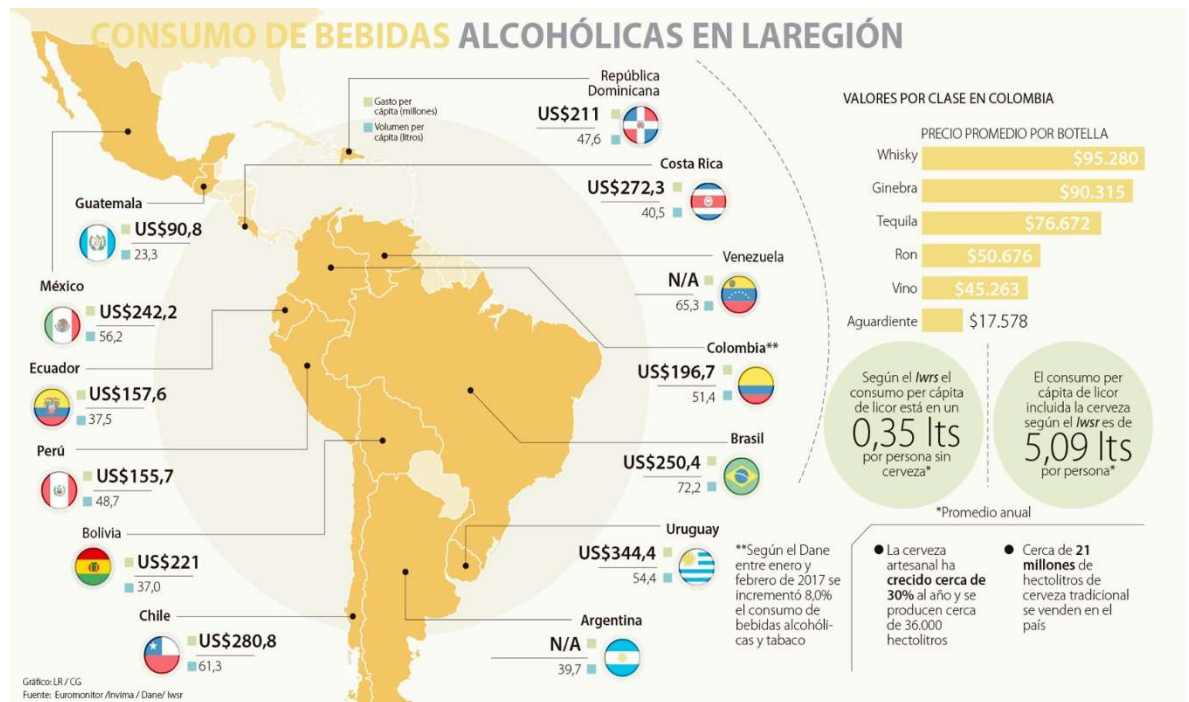 CONSUMO DE BEBIDAS ALCOHÓLICAS EN LAREGIÓN
Gasto per
cápita (millones)
Volumen per
cápita (litros)
República
Dominicana
US$211
47,6
Costa Rica
US$272,3
40,5
Guatemala
US$90,8
23,3
Venezuela
N/A
65,3
México
US$242,2
56,2
Colombia**
US$196,7
51,4
Ecuador
US$157,6
37,5
Brasil
US$250,4
72,2
Perú
US$155,7
48,7
Uruguay
US$344,4
54,4
Bolivia
US$221
37,0
Argentina
N/A
39,7
Chile
US$280,8
61,3
VALORES POR CLASE EN COLOMBIA
PRECIO PROMEDIO POR BOTELLA
Whisky $95.280
Ginebra $90.315
Tequila $76.672
Ron $50.676
Vino $45.263
Aguardiente $17.578
Según el Iwrs el
consumo per cápita
de licor está en un
0,35 lts
por persona sin
cerveza*
El consumo per
cápita de licor
incluida la cerveza
según el Iwsr es de
5,09 lts
por persona*
*Promedio anual
**Según el Dane
entre enero y
febrero de 2017 se
incrementó 8,0%
el consumo de
bebidas alcohóli-
cas y tabaco
La cerveza
artesanal ha
crecido cerca de
30% al año y se
producen cerca
de 36.000
hectolitros
Cerca de 21
millones de
hectolitros de
cerveza tradicional
se venden en el
país
Gráfico: LR / CG
Fuente: Euromonitor /Invima / Dane/ Iwsr